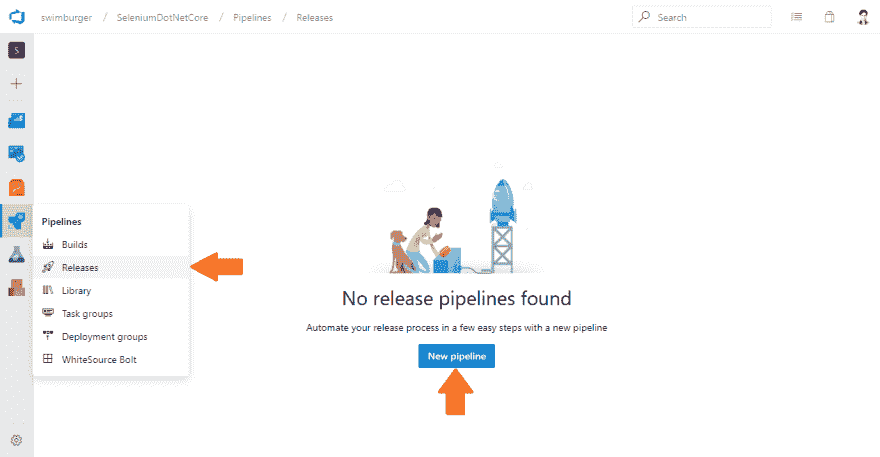 swimburger / SeleniumDotNetCore / Pipelines / Releases
Search
S
Pipelines
Builds
Releases
Library
Task groups
Deployment groups
WhiteSource Bolt
No release pipelines found
Automate your release process in a few easy steps with a new pipeline
New pipeline